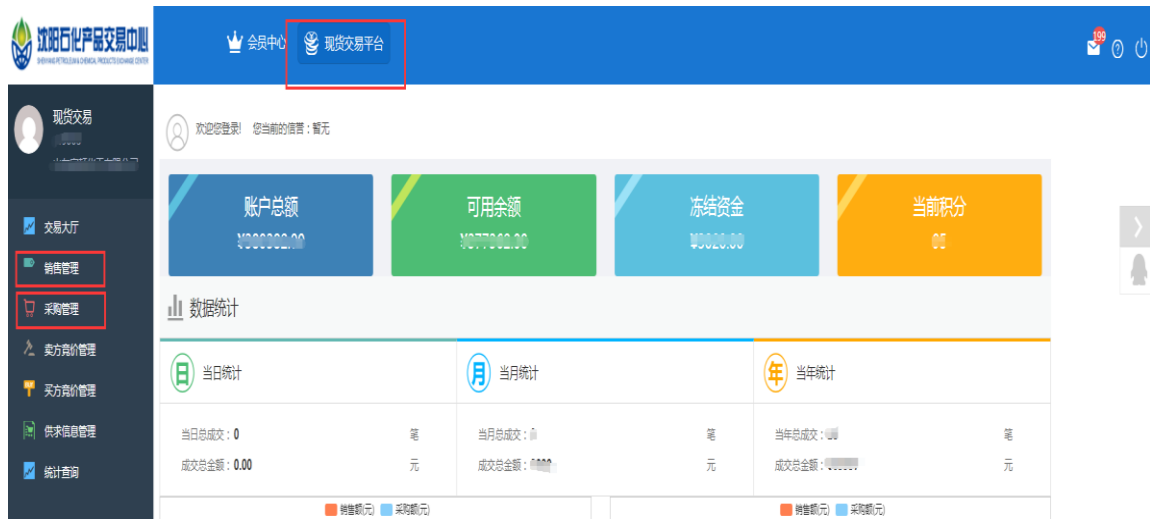 沈阳石化产品交易中心
SHENYANG PETROLEUM & CHEMICAL PRODUCTS EXCHANGE CENTER
会员中心
现货交易平台
199
现货交易
欢迎您登录! 您当前的信誉：暂无
账户总额
可用余额
冻结资金
当前积分
交易大厅
销售管理
采购管理
卖方竞价管理
买方竞价管理
供求信息管理
统计查询
数据统计
日 当日统计
月 当月统计
年 当年统计
当日总成交：0 笔
当月总成交： 笔
当年总成交： 笔
成交总金额：0.00 元
成交总金额： 元
成交总金额： 元
销售额(元) 采购额(元)
销售额(元) 采购额(元)